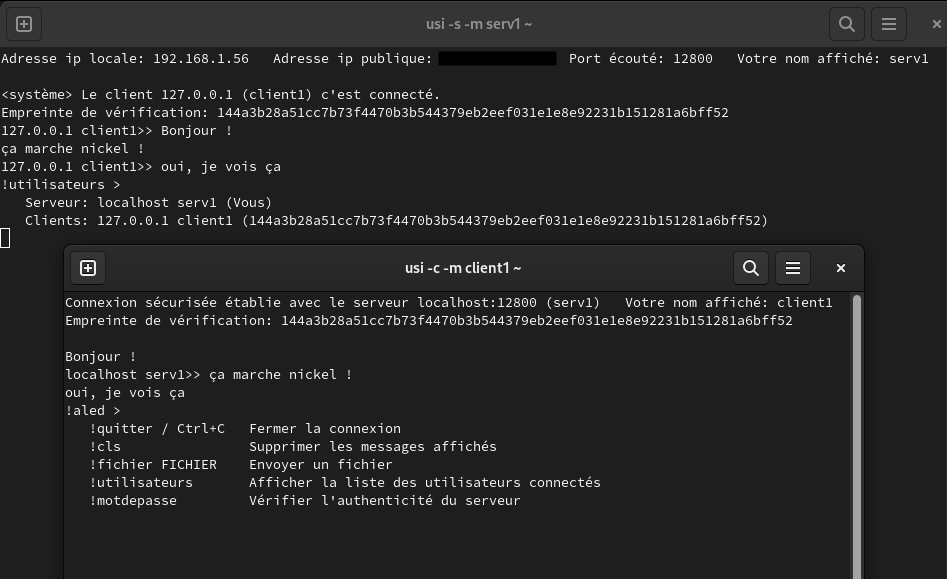 usi -s -m serv1 ~
Adresse ip locale: 192.168.1.56   Adresse ip publique:   Port écouté: 12800   Votre nom affiché: serv1
<système> Le client 127.0.0.1 (client1) c'est connecté.
Empreinte de vérification: 144a3b28a51cc7b73f4470b3b544379eb2eef031e1e8e92231b151281a6bff52
127.0.0.1 client1>> Bonjour !
ça marche nickel !
127.0.0.1 client1>> oui, je vois ça
!utilisateurs >
   Serveur: localhost serv1 (Vous)
   Clients: 127.0.0.1 client1 (144a3b28a51cc7b73f4470b3b544379eb2eef031e1e8e92231b151281a6bff52)
usi -c -m client1 ~
Connexion sécurisée établie avec le serveur localhost:12800 (serv1)   Votre nom affiché: client1
Empreinte de vérification: 144a3b28a51cc7b73f4470b3b544379eb2eef031e1e8e92231b151281a6bff52
Bonjour !
localhost serv1>> ça marche nickel !
oui, je vois ça
!aled >
   !quitter / Ctrl+C   Fermer la connexion
   !cls                Supprimer les messages affichés
   !fichier FICHIER    Envoyer un fichier
   !utilisateurs       Afficher la liste des utilisateurs connectés
   !motdepasse         Vérifier l'authenticité du serveur